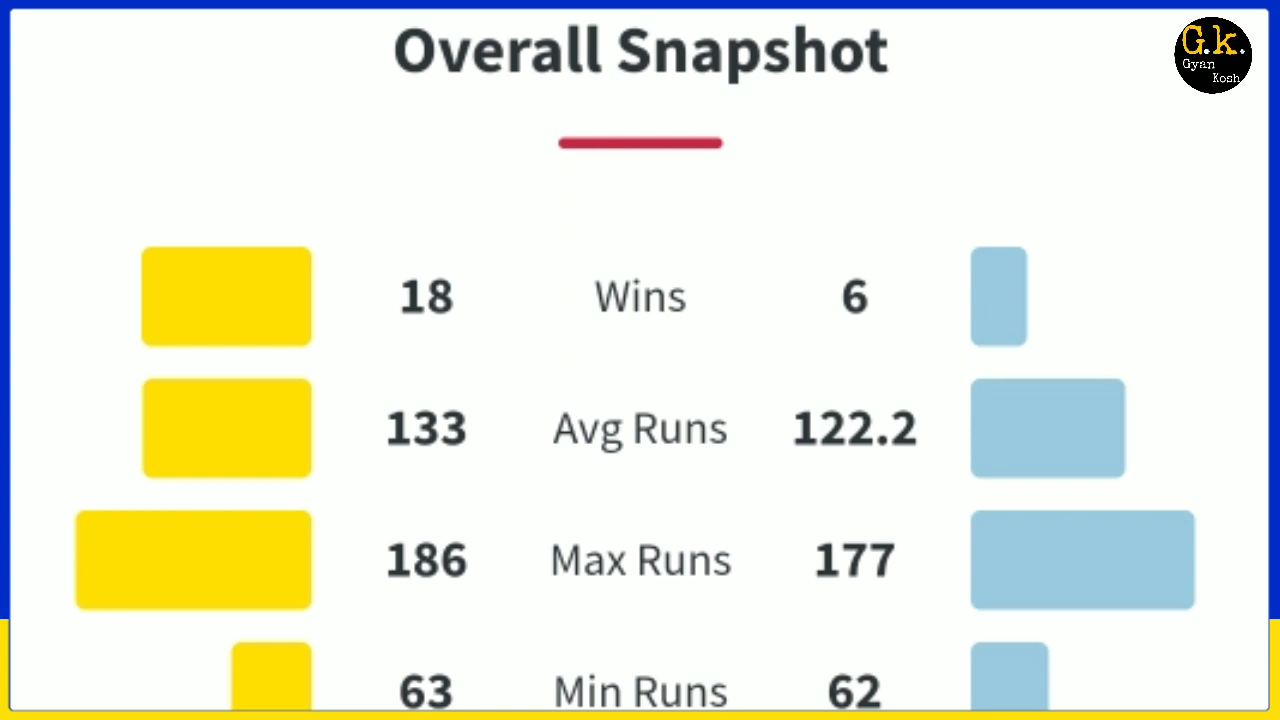 Overall Snapshot
G.k.
Gyan
Kosh
18 Wins 6
133 Avg Runs 122.2
186 Max Runs 177
63 Min Runs 62